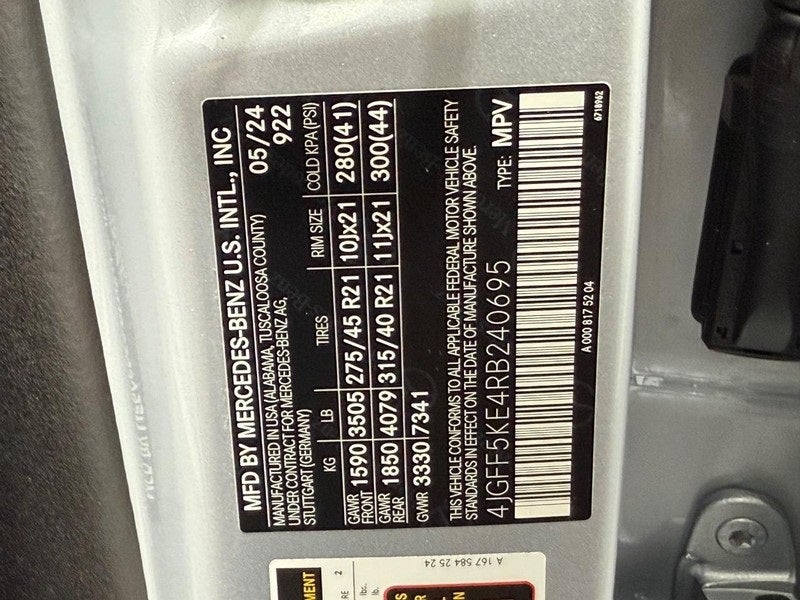 MFD BY MERCEDES-BENZ U.S. INTL., INC
MANUFACTURED IN USA (ALABAMA, TUSCALOOSA COUNTY)
UNDER CONTRACT FOR MERCEDES-BENZ AG,
STUTTGART (GERMANY)
05/24
922
KG LB TIRES RIM SIZE COLD KPA (PSI)
GAWR FRONT 1590 3505 275/45 R21 10Jx21 280(41)
GAWR REAR 1850 4079 315/40 R21 11Jx21 300(44)
GVWR 3330 7341
THIS VEHICLE CONFORMS TO ALL APPLICABLE FEDERAL MOTOR VEHICLE SAFETY
STANDARDS IN EFFECT ON THE DATE OF MANUFACTURE SHOWN ABOVE.
4JGFF5KE4RB240695 TYPE: MPV
A 000 817 52 04
6718962
A 167 584 25 24